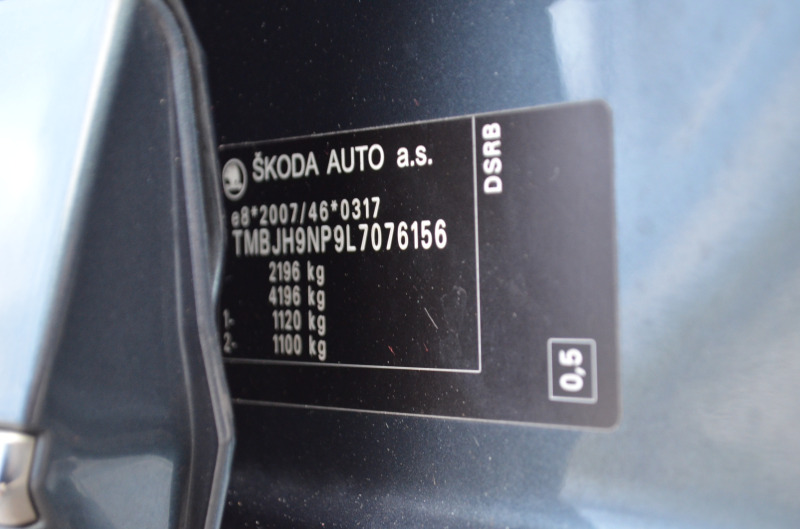 ŠKODA AUTO a.s.
e8*2007/46*0317
TMBJH9NP9L7076156
2196 kg
4196 kg
1- 1120 kg
2- 1100 kg
DSRB
0,5